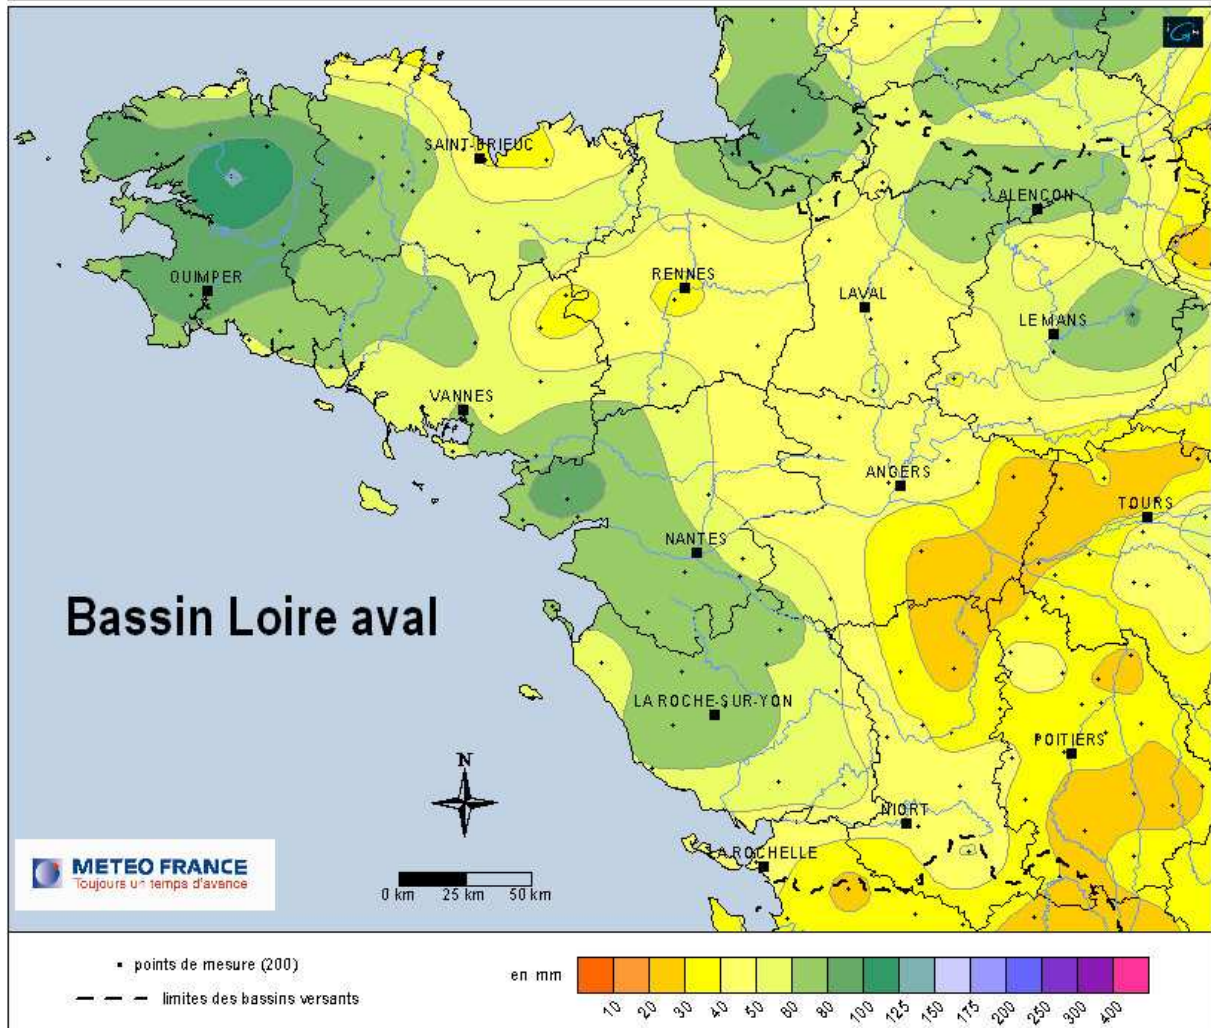 SAINT-BRIEUC
ALENÇON
QUIMPER
RENNES
LAVAL
LE MANS
VANNES
ANGERS
TOURS
NANTES
Bassin Loire aval
LA ROCHE-SUR-YON
POITIERS
N
NIORT
LA ROCHELLE
METEO FRANCE
Toujours un temps d'avance
0 km 25 km 50 km
points de mesure (200)
limites des bassins versants
en mm
10 20 30 40 50 60 80 100 125 150 175 200 250 300 400